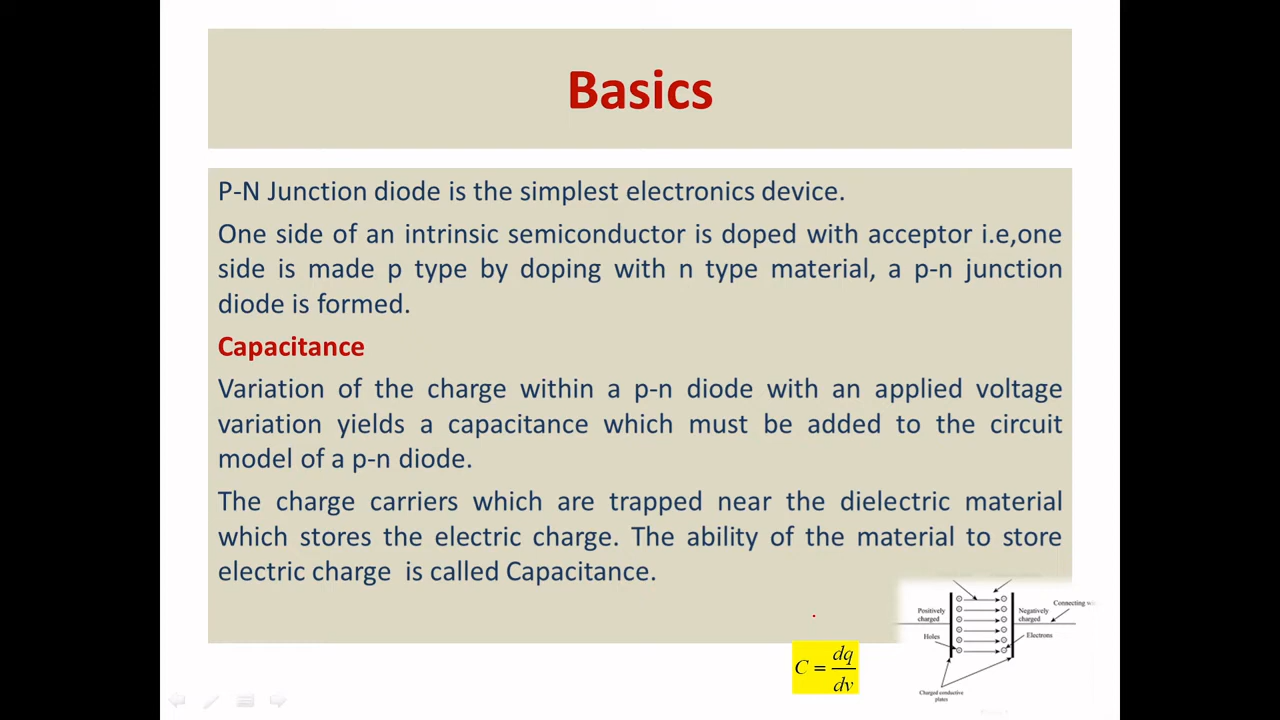 Basics
P-N Junction diode is the simplest electronics device.
One side of an intrinsic semiconductor is doped with acceptor i.e,one
side is made p type by doping with n type material, a p-n junction
diode is formed.
Capacitance
Variation of the charge within a p-n diode with an applied voltage
variation yields a capacitance which must be added to the circuit
model of a p-n diode.
The charge carriers which are trapped near the dielectric material
which stores the electric charge. The ability of the material to store
electric charge is called Capacitance.
C = dq/dv
Positively
charged
Holes
Negatively
charged
Connecting
Electrons
Charged conductive
plates